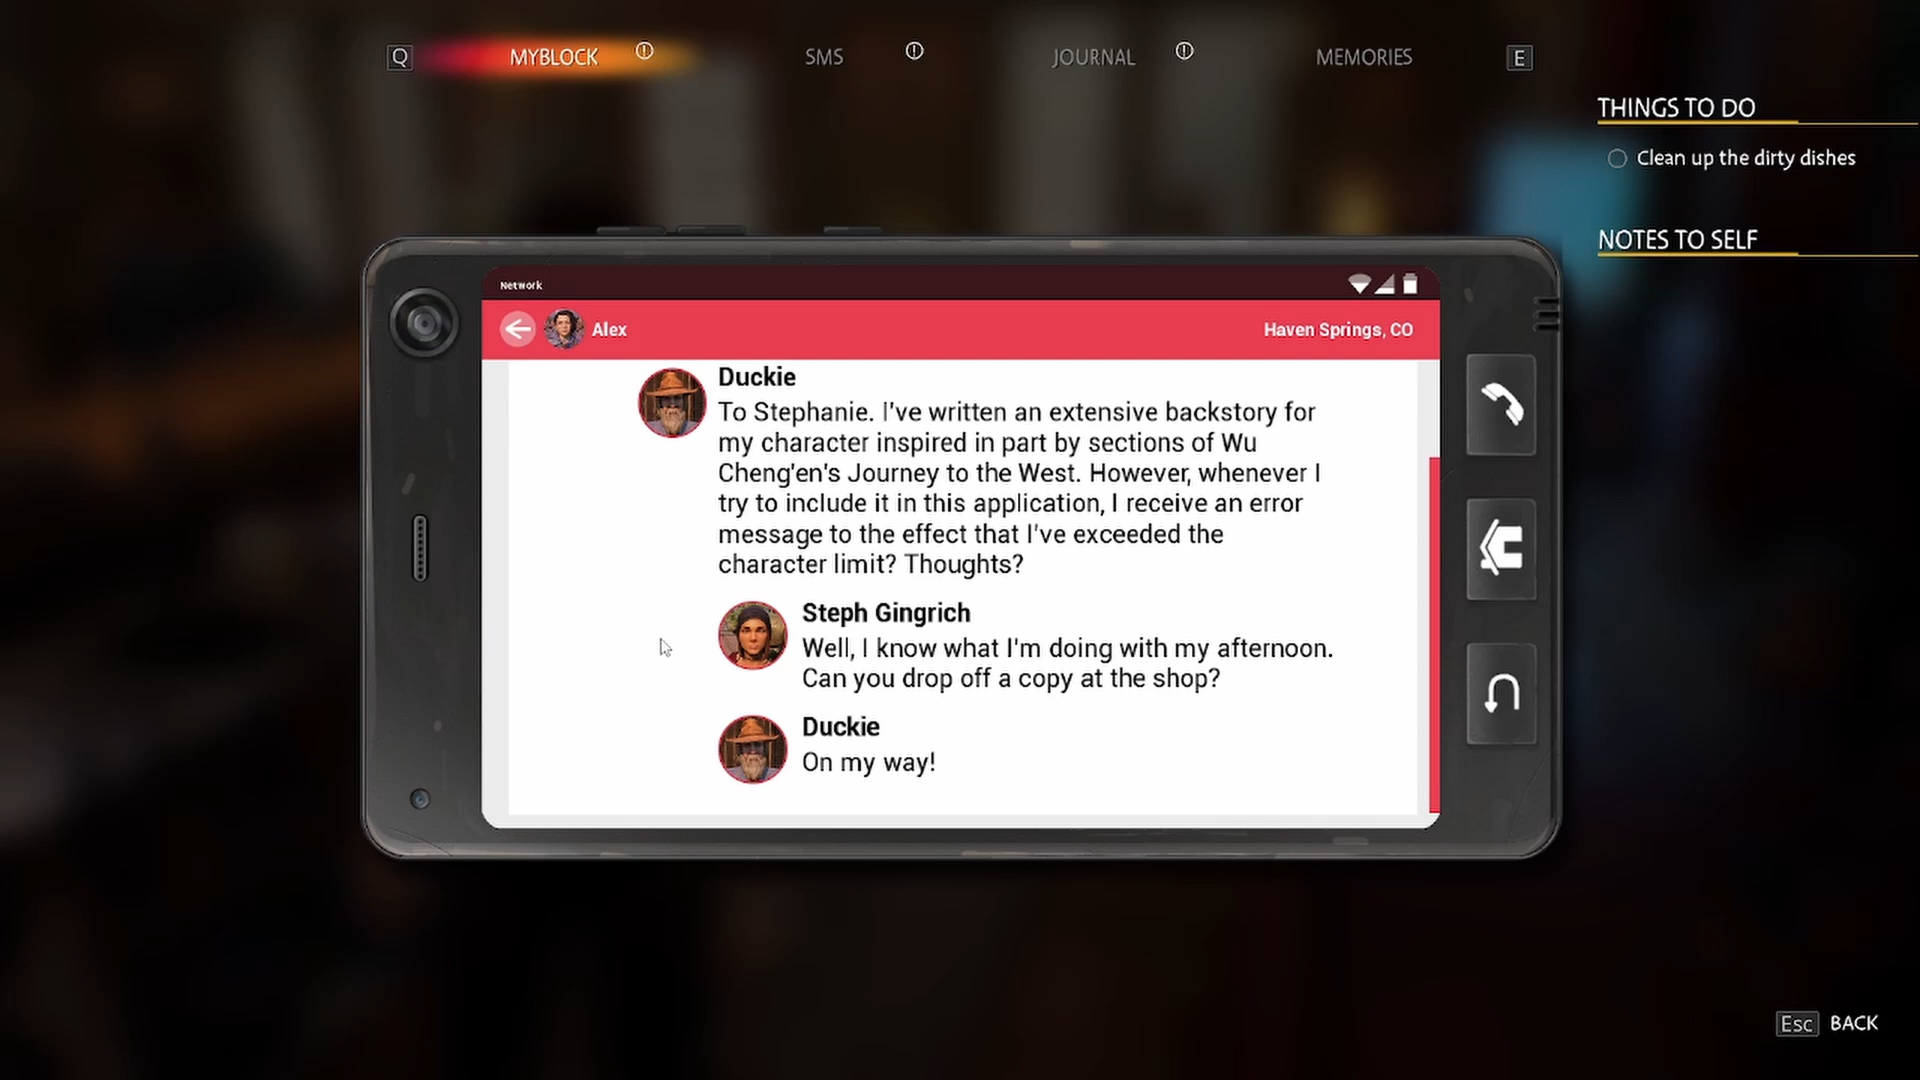 Q
MYBLOCK
SMS
JOURNAL
MEMORIES
E
THINGS TO DO
Clean up the dirty dishes
NOTES TO SELF
Network
Alex
Haven Springs, CO
Duckie
To Stephanie. I've written an extensive backstory for
my character inspired in part by sections of Wu
Cheng'en's Journey to the West. However, whenever I
try to include it in this application, I receive an error
message to the effect that I've exceeded the
character limit? Thoughts?
Steph Gingrich
Well, I know what I'm doing with my afternoon.
Can you drop off a copy at the shop?
Duckie
On my way!
Esc BACK